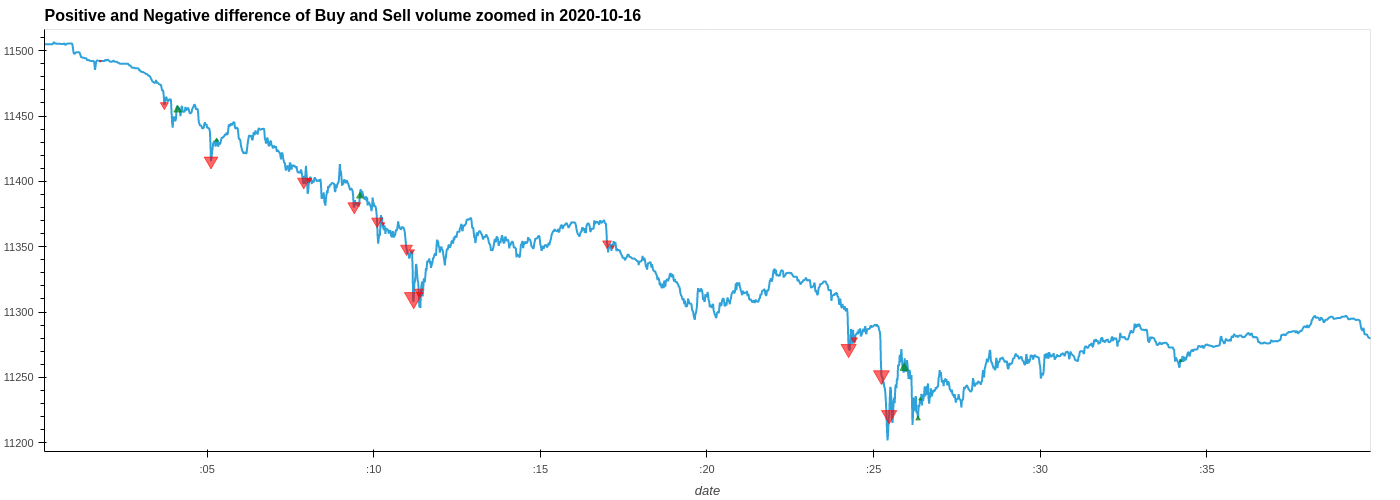 Positive and Negative difference of Buy and Sell volume zoomed in 2020-10-16
11500
11450
11400
11350
11300
11250
11200
:05 :10 :15 :20 :25 :30 :35
date